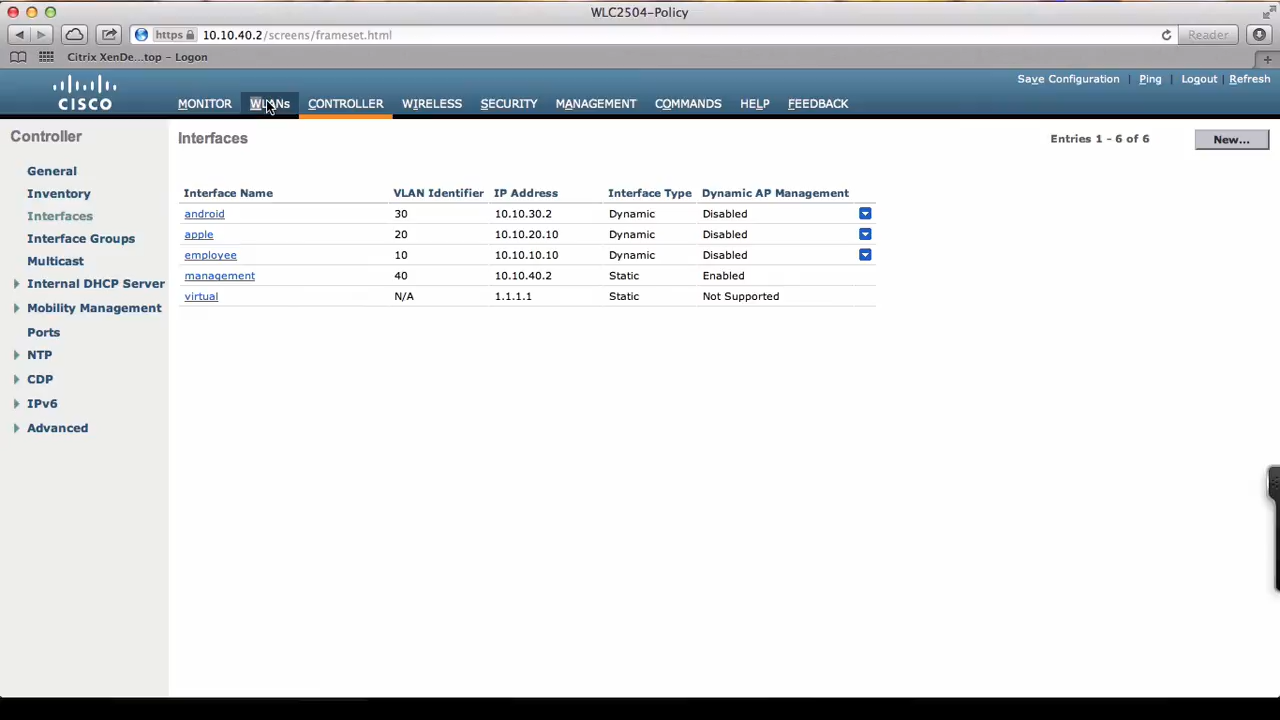 WLC2504-Policy
https 10.10.40.2/screens/frameset.html Reader
Citrix XenDe...top - Logon
Save Configuration | Ping | Logout | Refresh
CISCO
MONITOR WLANs CONTROLLER WIRELESS SECURITY MANAGEMENT COMMANDS HELP FEEDBACK
Controller
General
Inventory
Interfaces
Interface Groups
Multicast
Internal DHCP Server
Mobility Management
Ports
NTP
CDP
IPv6
Advanced
Interfaces
Entries 1 - 6 of 6
New...
Interface Name VLAN Identifier IP Address Interface Type Dynamic AP Management
android 30 10.10.30.2 Dynamic Disabled
apple 20 10.10.20.10 Dynamic Disabled
employee 10 10.10.10.10 Dynamic Disabled
management 40 10.10.40.2 Static Enabled
virtual N/A 1.1.1.1 Static Not Supported